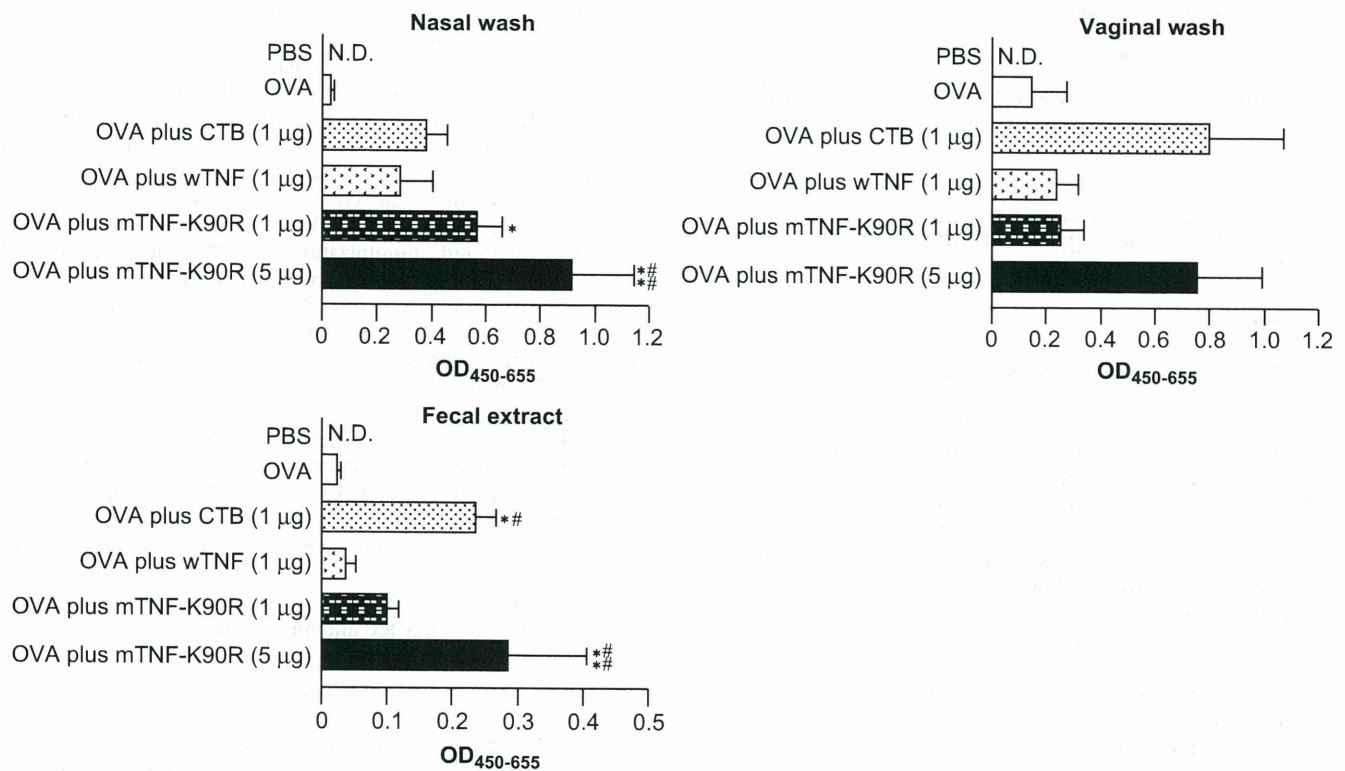 Nasal wash
PBS N.D.
OVA
OVA plus CTB (1 μg)
OVA plus wTNF (1 μg)
OVA plus mTNF-K90R (1 μg) *
OVA plus mTNF-K90R (5 μg) *#
*#
0 0.2 0.4 0.6 0.8 1.0 1.2
OD450-655
Vaginal wash
PBS N.D.
OVA
OVA plus CTB (1 μg)
OVA plus wTNF (1 μg)
OVA plus mTNF-K90R (1 μg)
OVA plus mTNF-K90R (5 μg)
0 0.2 0.4 0.6 0.8 1.0 1.2
OD450-655
Fecal extract
PBS N.D.
OVA
OVA plus CTB (1 μg) *#
OVA plus wTNF (1 μg)
OVA plus mTNF-K90R (1 μg)
OVA plus mTNF-K90R (5 μg) *#
*#
0 0.1 0.2 0.3 0.4 0.5
OD450-655